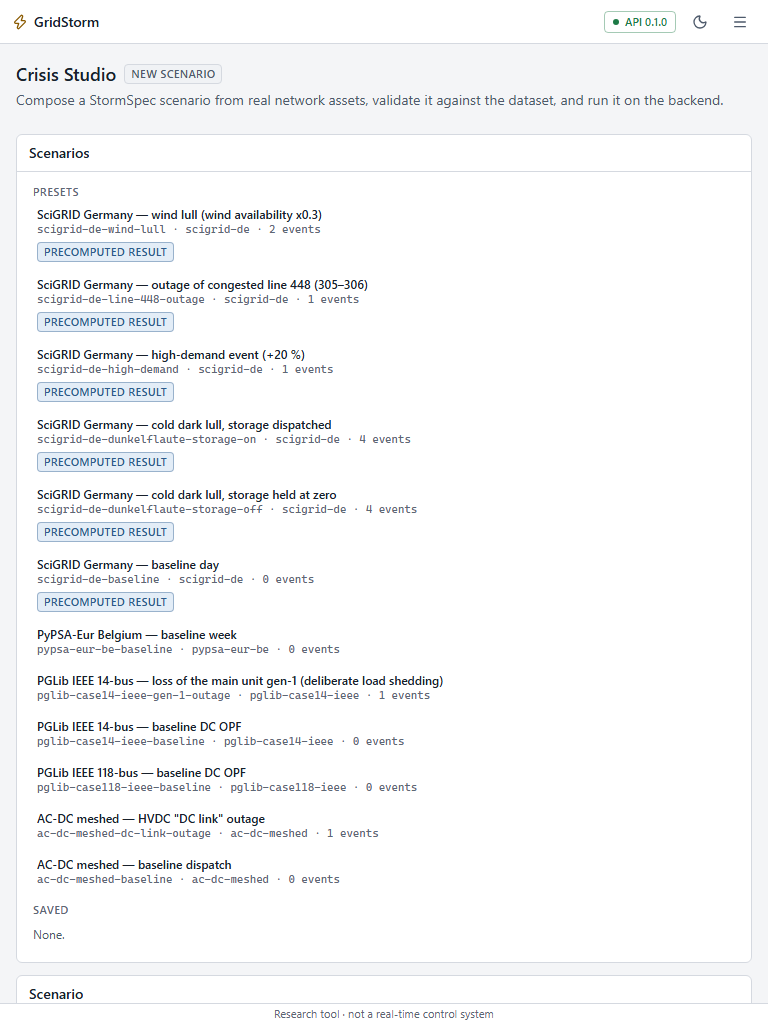 GridStorm
API 0.1.0
Crisis Studio NEW SCENARIO
Compose a StormSpec scenario from real network assets, validate it against the dataset, and run it on the backend.
Scenarios
PRESETS
SciGRID Germany — wind lull (wind availability x0.3)
scigrid-de-wind-lull · scigrid-de · 2 events
PRECOMPUTED RESULT
SciGRID Germany — outage of congested line 448 (305–306)
scigrid-de-line-448-outage · scigrid-de · 1 events
PRECOMPUTED RESULT
SciGRID Germany — high-demand event (+20 %)
scigrid-de-high-demand · scigrid-de · 1 events
PRECOMPUTED RESULT
SciGRID Germany — cold dark lull, storage dispatched
scigrid-de-dunkelflaute-storage-on · scigrid-de · 4 events
PRECOMPUTED RESULT
SciGRID Germany — cold dark lull, storage held at zero
scigrid-de-dunkelflaute-storage-off · scigrid-de · 4 events
PRECOMPUTED RESULT
SciGRID Germany — baseline day
scigrid-de-baseline · scigrid-de · 0 events
PRECOMPUTED RESULT
PyPSA-Eur Belgium — baseline week
pypsa-eur-be-baseline · pypsa-eur-be · 0 events
PGLib IEEE 14-bus — loss of the main unit gen-1 (deliberate load shedding)
pglib-case14-ieee-gen-1-outage · pglib-case14-ieee · 1 events
PGLib IEEE 14-bus — baseline DC OPF
pglib-case14-ieee-baseline · pglib-case14-ieee · 0 events
PGLib IEEE 118-bus — baseline DC OPF
pglib-case118-ieee-baseline · pglib-case118-ieee · 0 events
AC-DC meshed — HVDC "DC link" outage
ac-dc-meshed-dc-link-outage · ac-dc-meshed · 1 events
AC-DC meshed — baseline dispatch
ac-dc-meshed-baseline · ac-dc-meshed · 0 events
SAVED
None.
Scenario
Research tool · not a real-time control system